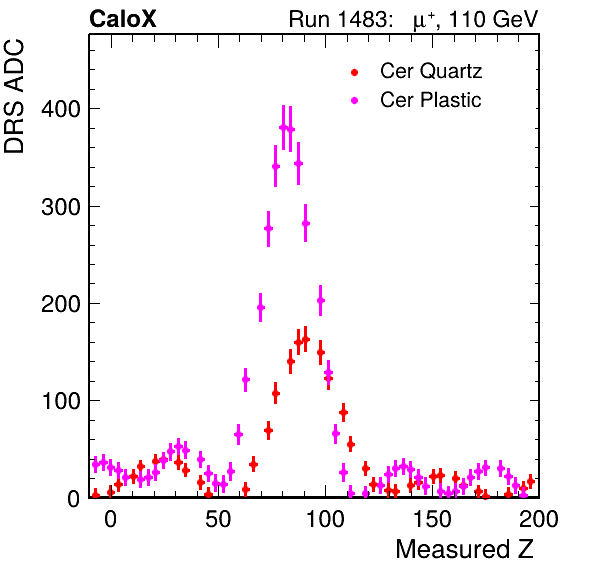 CaloX Run 1483: μ⁺, 110 GeV
DRS ADC
Cer Quartz
Cer Plastic
400
300
200
100
0
0 50 100 150 200
Measured Z